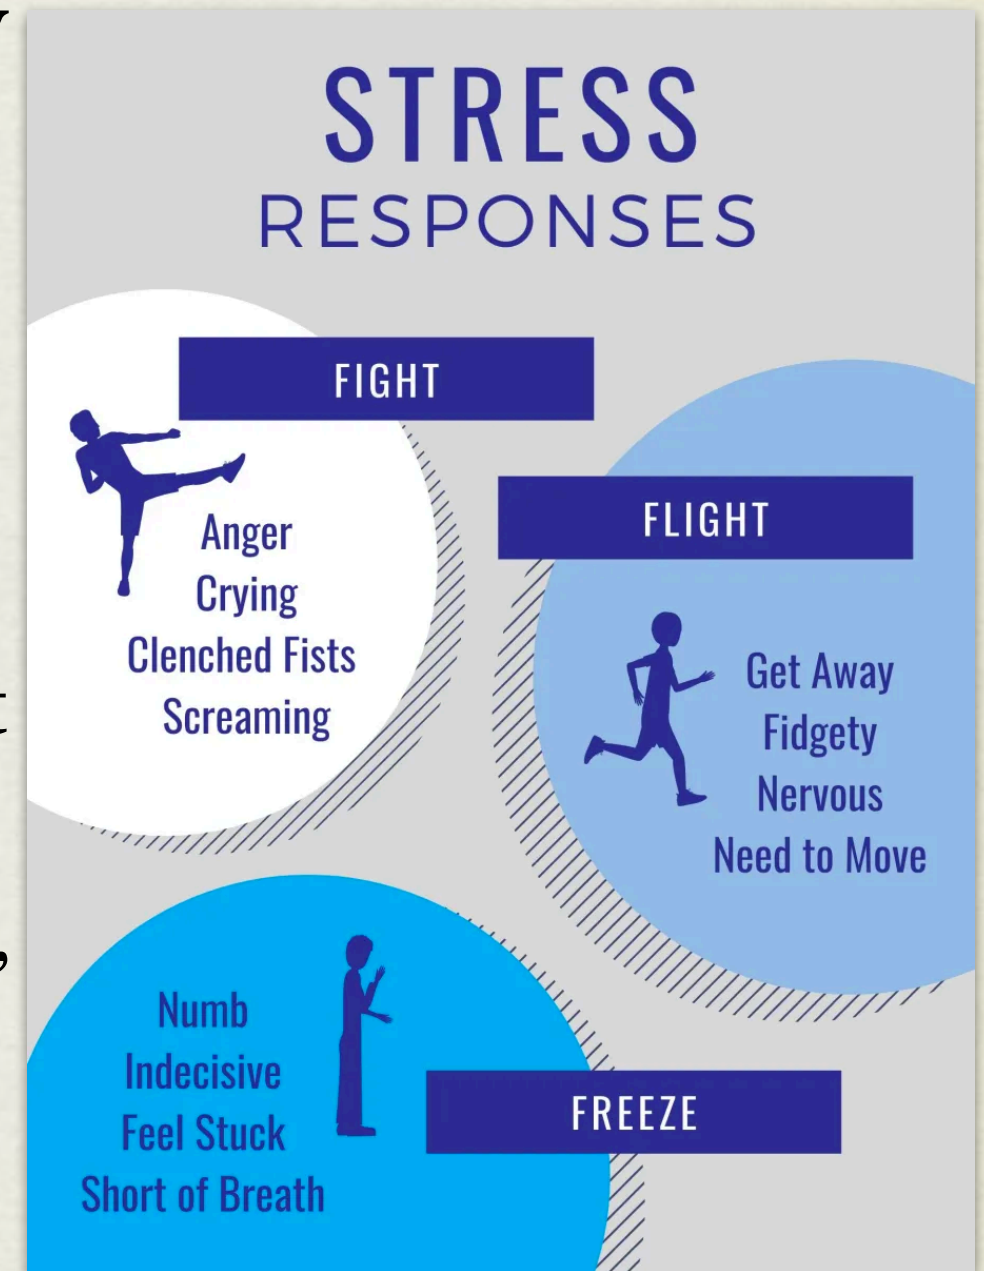 STRESS
RESPONSES
FIGHT
Anger
Crying
Clenched Fists
Screaming
FLIGHT
Get Away
Fidgety
Nervous
Need to Move
Numb
Indecisive
Feel Stuck
Short of Breath
FREEZE